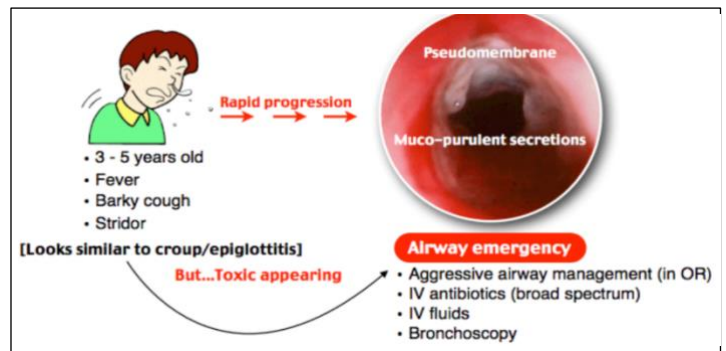 Rapid progression
Pseudomembrane
Muco-purulent secretions
• 3 - 5 years old
• Fever
• Barky cough
• Stridor
[Looks similar to croup/epiglottitis]
But...Toxic appearing
Airway emergency
• Aggressive airway management (in OR)
• IV antibiotics (broad spectrum)
• IV fluids
• Bronchoscopy